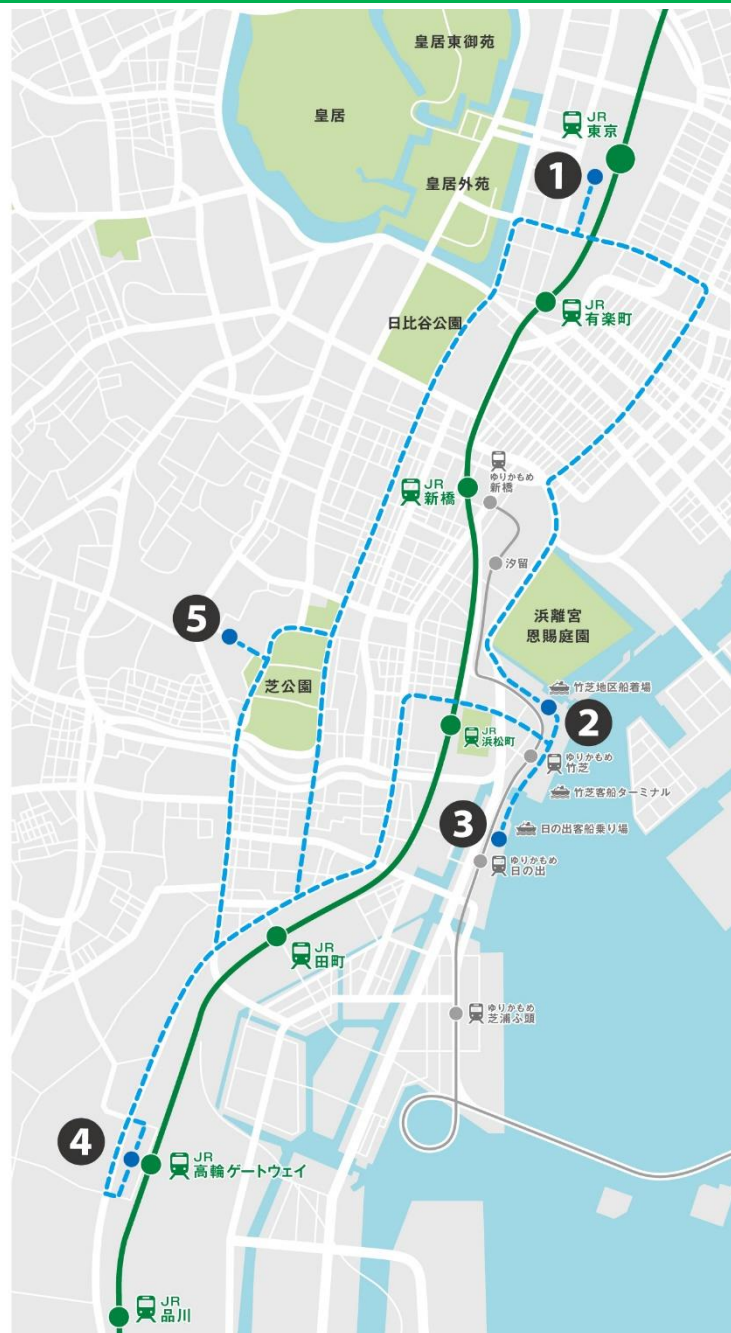 皇居東御苑
皇居
JR
東京
1
皇居外苑
JR
有楽町
日比谷公園
JR
新橋
ゆりかもめ
新橋
汐留
5
浜離宮
恩賜庭園
芝公園
竹芝地区船着場
2
JR
浜松町
ゆりかもめ
竹芝
竹芝客船ターミナル
3
日の出客船乗り場
ゆりかもめ
日の出
JR
田町
ゆりかもめ
芝浦ふ頭
4
JR
高輪ゲートウェイ
JR
品川